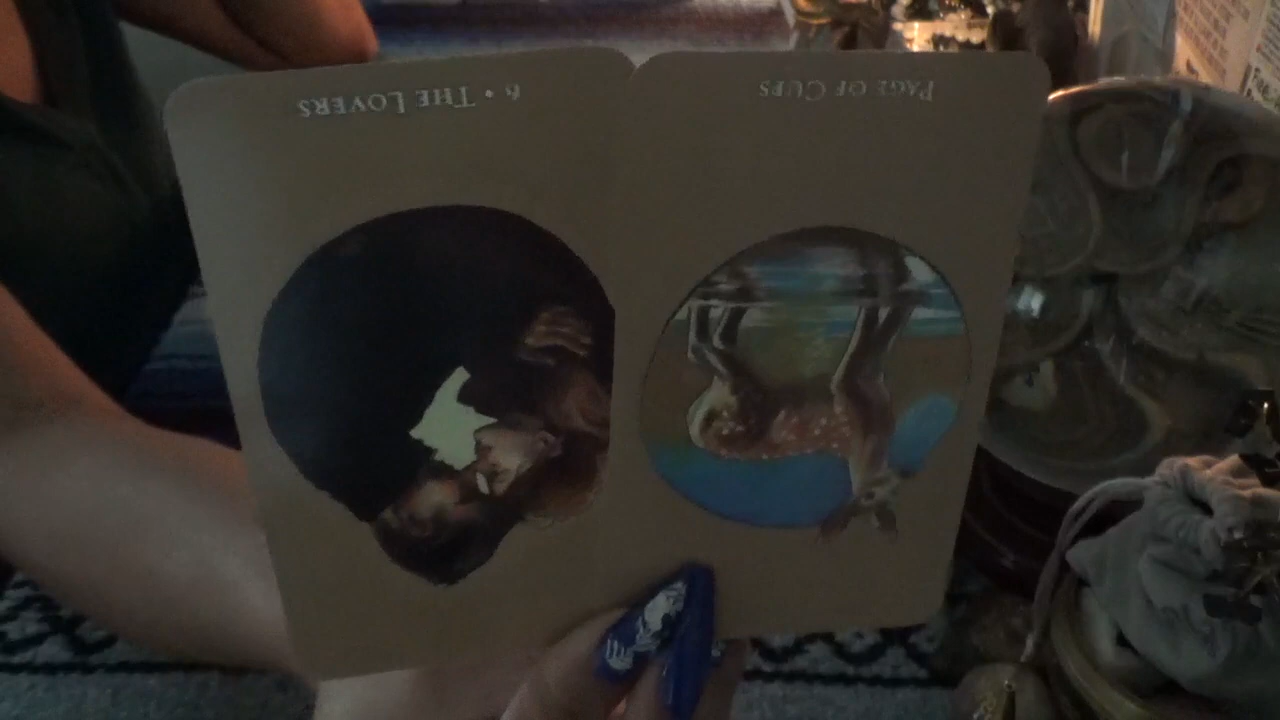 6 • The Lovers
Page of Cups